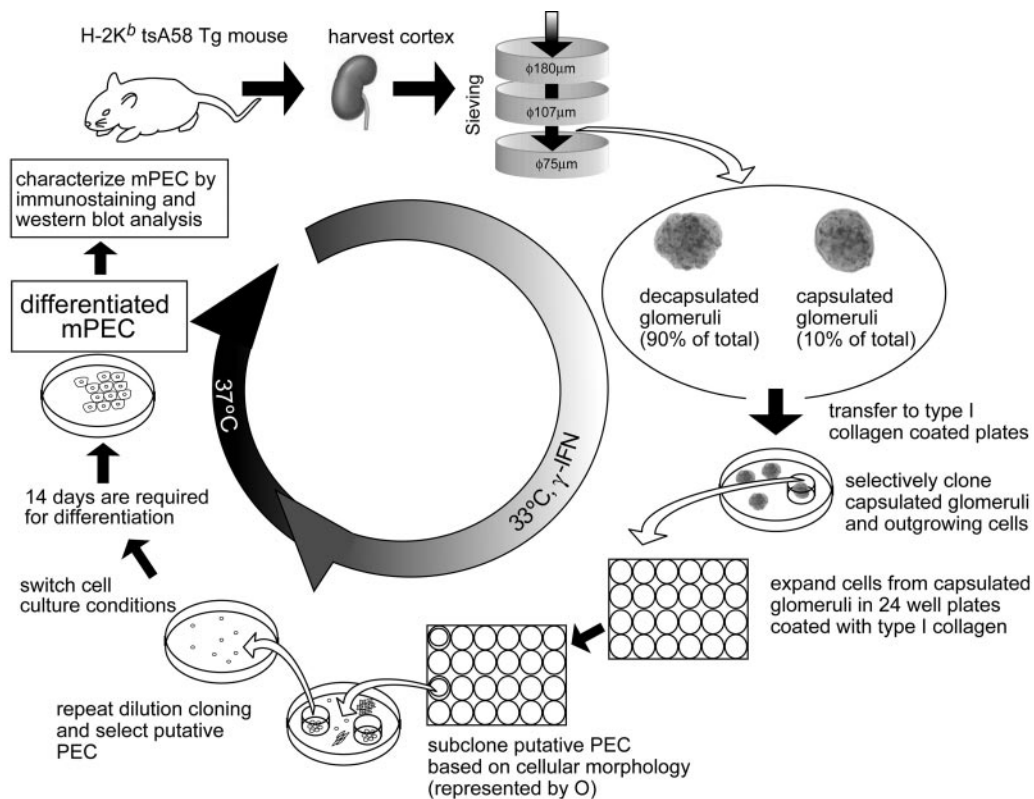 H-2Kᵇ tsA58 Tg mouse
harvest cortex
Sieving
ϕ180μm
ϕ107μm
ϕ75μm
decapsulated
glomeruli
(90% of total)
capsulated
glomeruli
(10% of total)
transfer to type I
collagen coated plates
selectively clone
capsulated glomeruli
and outgrowing cells
expand cells from capsulated
glomeruli in 24 well plates
coated with type I collagen
subclone putative PEC
based on cellular morphology
(represented by O)
repeat dilution cloning
and select putative
PEC
switch cell
culture conditions
14 days are required
for differentiation
differentiated
mPEC
characterize mPEC by
immunostaining and
western blot analysis
33ºC, γ-IFN
37ºC